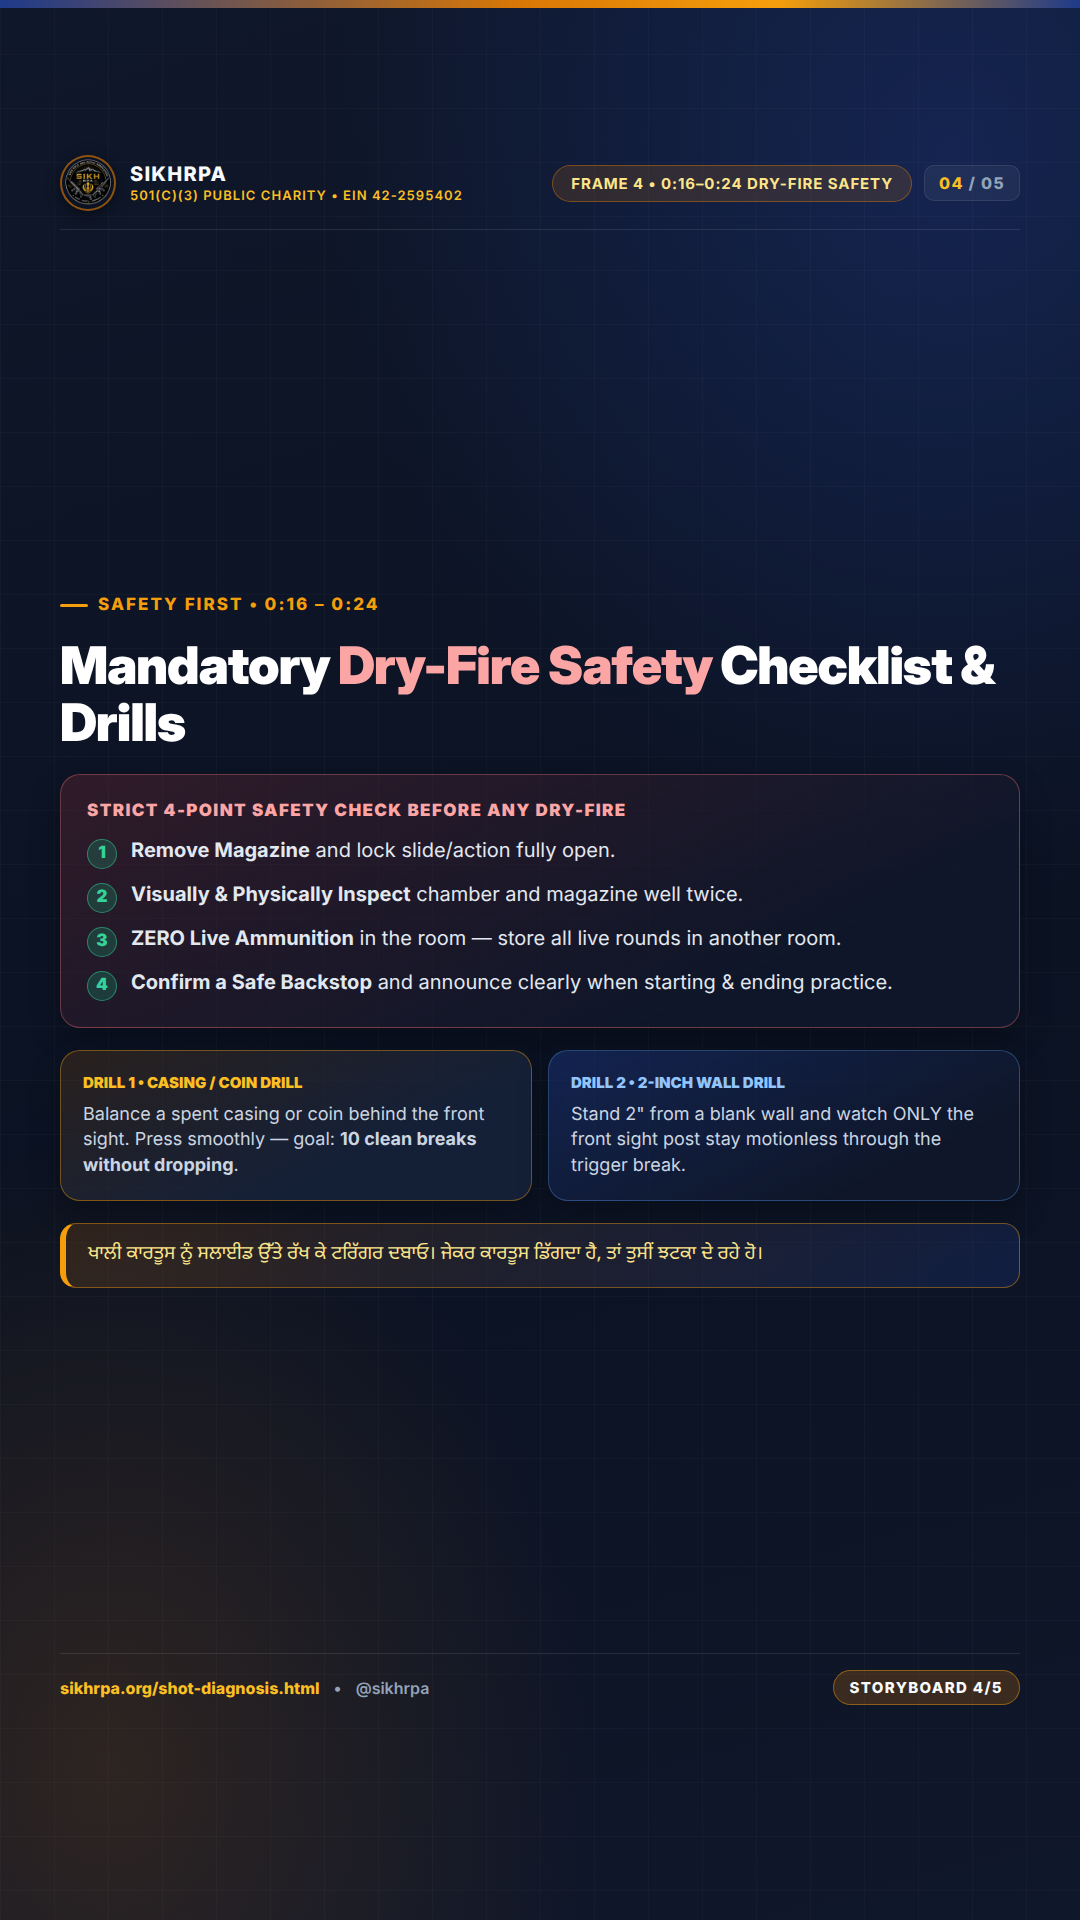 SIKH
SIKHRPA
501(C)(3) PUBLIC CHARITY • EIN 42-2595402
FRAME 4 • 0:16–0:24 DRY-FIRE SAFETY
04 / 05
SAFETY FIRST • 0:16 – 0:24
Mandatory Dry-Fire Safety Checklist &
Drills
STRICT 4-POINT SAFETY CHECK BEFORE ANY DRY-FIRE
1 Remove Magazine and lock slide/action fully open.
2 Visually & Physically Inspect chamber and magazine well twice.
3 ZERO Live Ammunition in the room — store all live rounds in another room.
4 Confirm a Safe Backstop and announce clearly when starting & ending practice.
DRILL 1 • CASING / COIN DRILL
Balance a spent casing or coin behind the front
sight. Press smoothly — goal: 10 clean breaks
without dropping.
DRILL 2 • 2-INCH WALL DRILL
Stand 2" from a blank wall and watch ONLY the
front sight post stay motionless through the
trigger break.
ਖਾਲੀ ਕਾਰਤੂਸ ਨੂੰ ਸਲਾਈਡ ਉੱਤੇ ਰੱਖ ਕੇ ਟਰਿੱਗਰ ਦਬਾਓ। ਜੇਕਰ ਕਾਰਤੂਸ ਡਿੱਗਦਾ ਹੈ, ਤਾਂ ਤੁਸੀਂ ਝਟਕਾ ਦੇ ਰਹੇ ਹੋ।
sikhrpa.org/shot-diagnosis.html • @sikhrpa
STORYBOARD 4/5